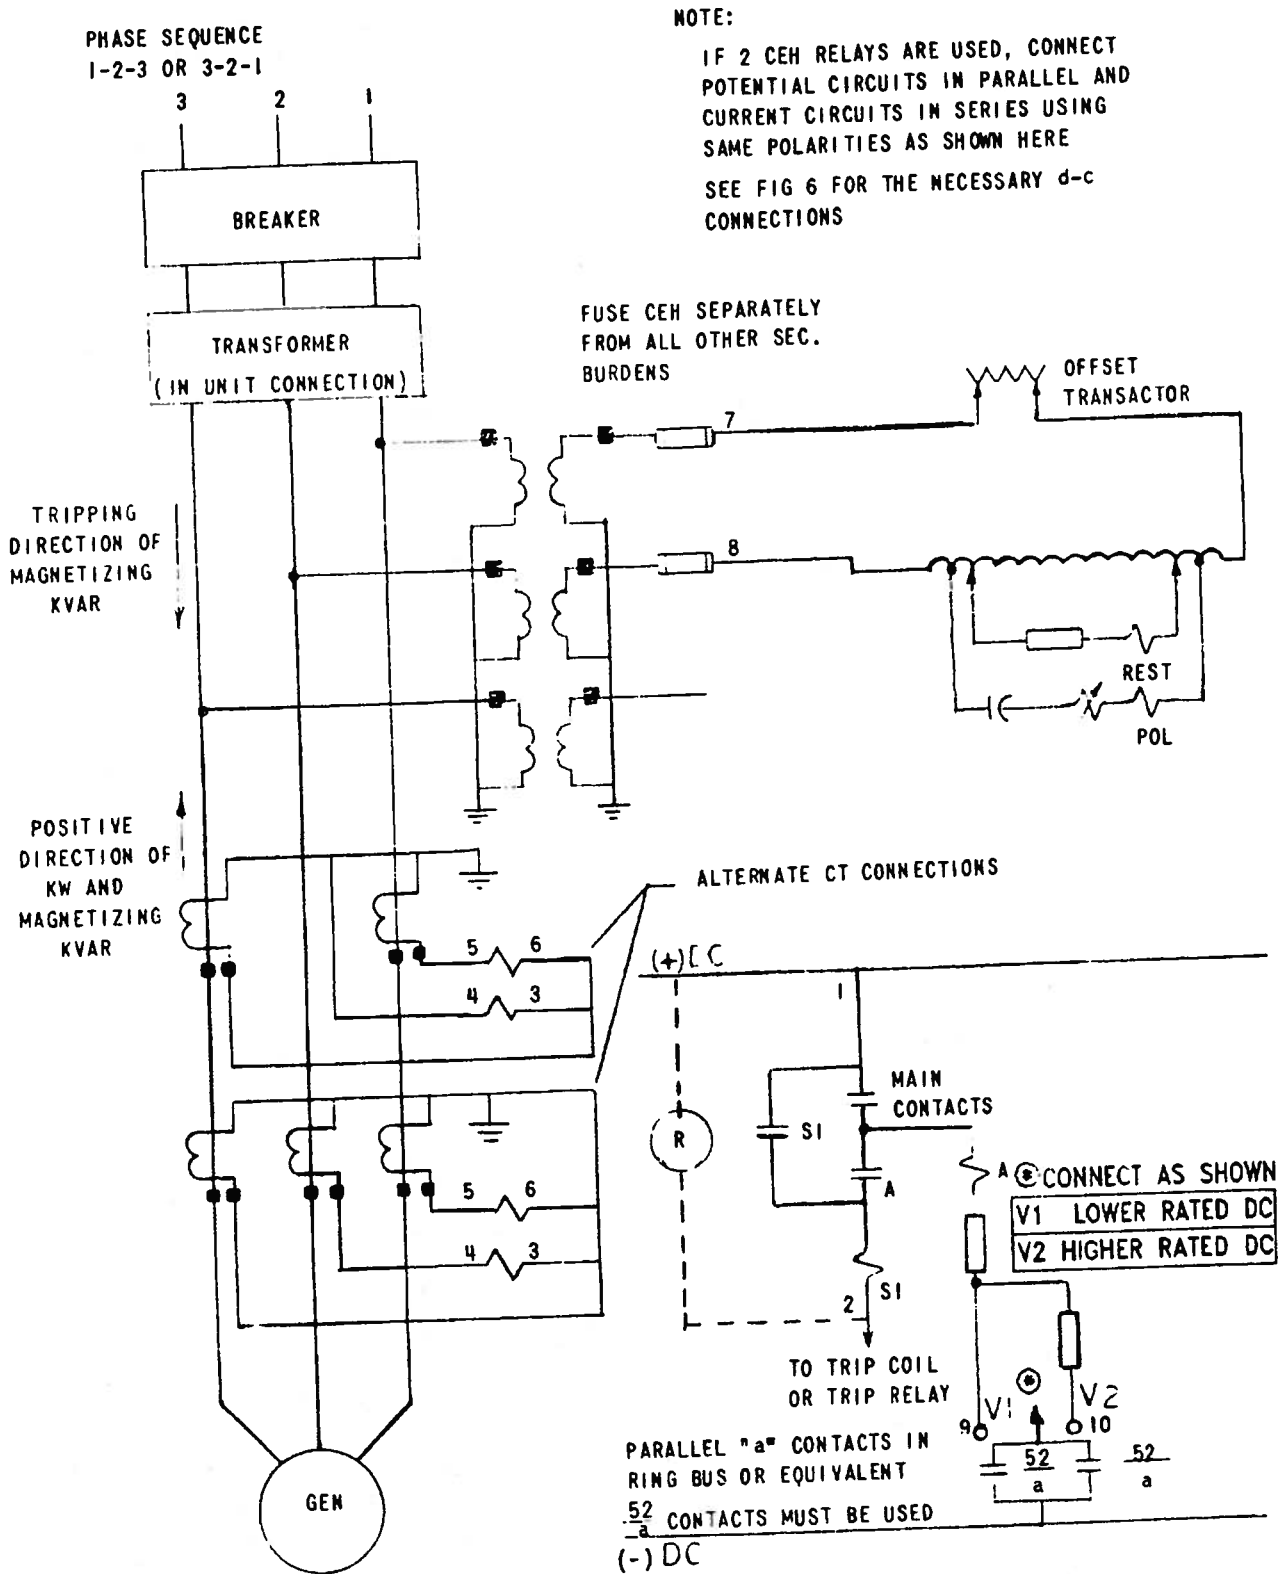 PHASE SEQUENCE
1-2-3 OR 3-2-1
3 2 1
BREAKER
TRANSFORMER
(IN UNIT CONNECTION)
NOTE:
IF 2 CEH RELAYS ARE USED, CONNECT
POTENTIAL CIRCUITS IN PARALLEL AND
CURRENT CIRCUITS IN SERIES USING
SAME POLARITIES AS SHOWN HERE
SEE FIG 6 FOR THE NECESSARY d-c
CONNECTIONS
FUSE CEH SEPARATELY
FROM ALL OTHER SEC.
BURDENS
OFFSET
TRANSACTOR
7
8
REST
POL
TRIPPING
DIRECTION OF
MAGNETIZING
KVAR
POSITIVE
DIRECTION OF
KW AND
MAGNETIZING
KVAR
ALTERNATE CT CONNECTIONS
5 6
4 3
5 6
4 3
GEN
(+)DC
1
MAIN
CONTACTS
SI
R
A
A
SI
2
TO TRIP COIL
OR TRIP RELAY
⊛ CONNECT AS SHOWN
V1 LOWER RATED DC
V2 HIGHER RATED DC
⊛
V1 V2
9 10
52
a
52
a
PARALLEL "a" CONTACTS IN
RING BUS OR EQUIVALENT
52
a CONTACTS MUST BE USED
(-) DC